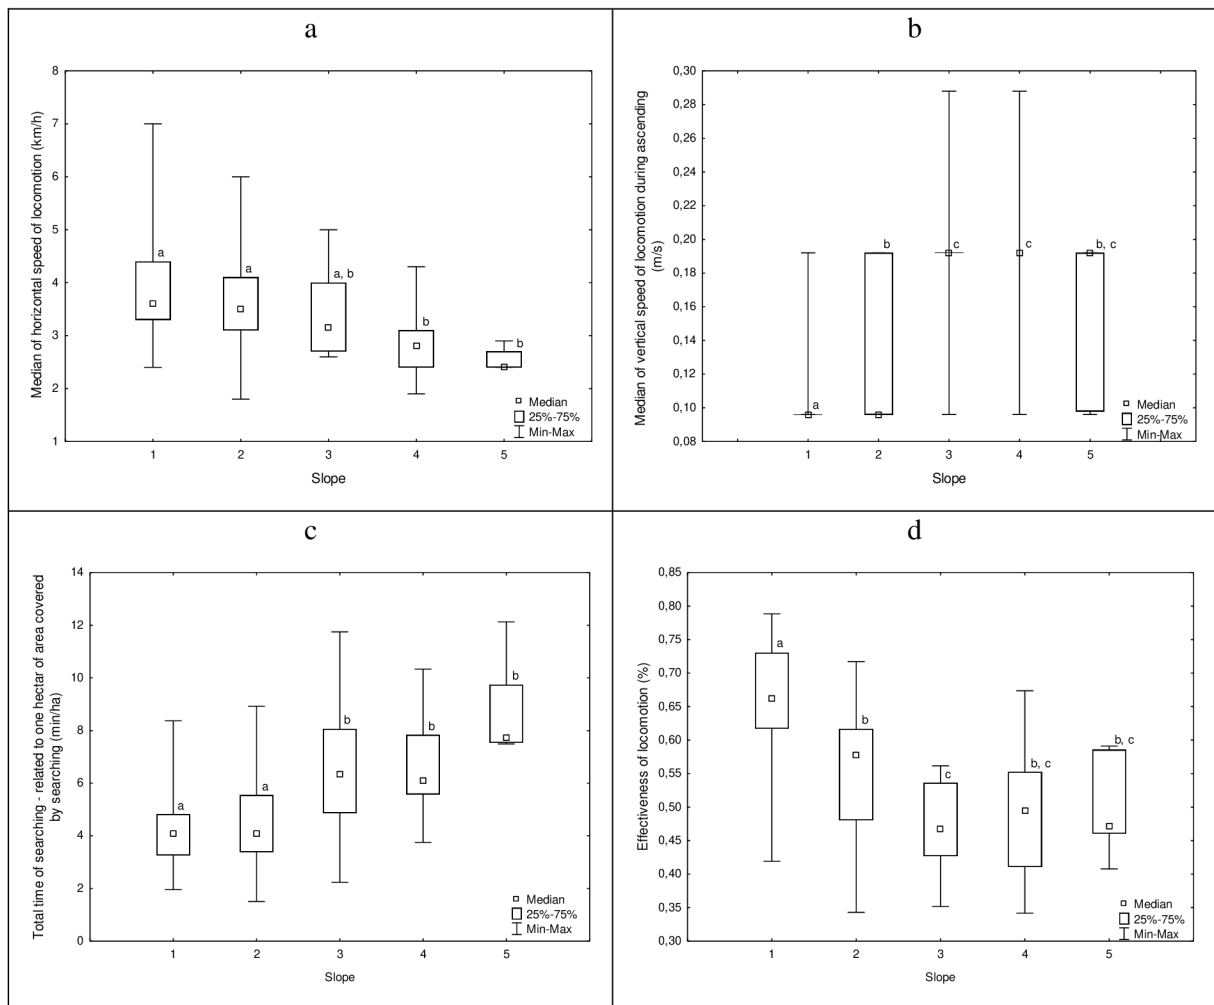 a
Median of horizontal speed of locomotion (km/h)
8
7
6
5
4
3
2
1
a
a
a, b
b
b
Median
25%-75%
Min-Max
1 2 3 4 5
Slope
b
Median of vertical speed of locomotion during ascending
(m/s)
0,30
0,28
0,26
0,24
0,22
0,20
0,18
0,16
0,14
0,12
0,10
0,08
a
b
c
c
b, c
Median
25%-75%
Min-Max
1 2 3 4 5
Slope
c
Total time of searching - related to one hectar of area covered
by searching (min/ha)
14
12
10
8
6
4
2
0
a
a
b
b
b
Median
25%-75%
Min-Max
1 2 3 4 5
Slope
d
Effectiveness of locomotion (%)
0,85
0,80
0,75
0,70
0,65
0,60
0,55
0,50
0,45
0,40
0,35
0,30
a
b
c
b, c
b, c
Median
25%-75%
Min-Max
1 2 3 4 5
Slope